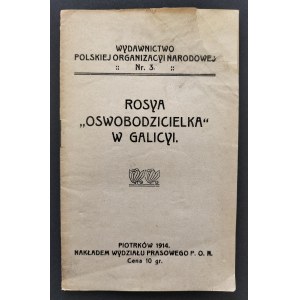 WYDAWNICTWO
POLSKIEJ ORGANIZACYI NARODOWEJ
:: Nr. 3. ::
ROSYA
„OSWOBODZICIELKA“
W GALICYI.
PIOTRKÓW 1914.
NAKŁADEM WYDZIAŁU PRASOWEGO P. O. N.
Cena 10 gr.